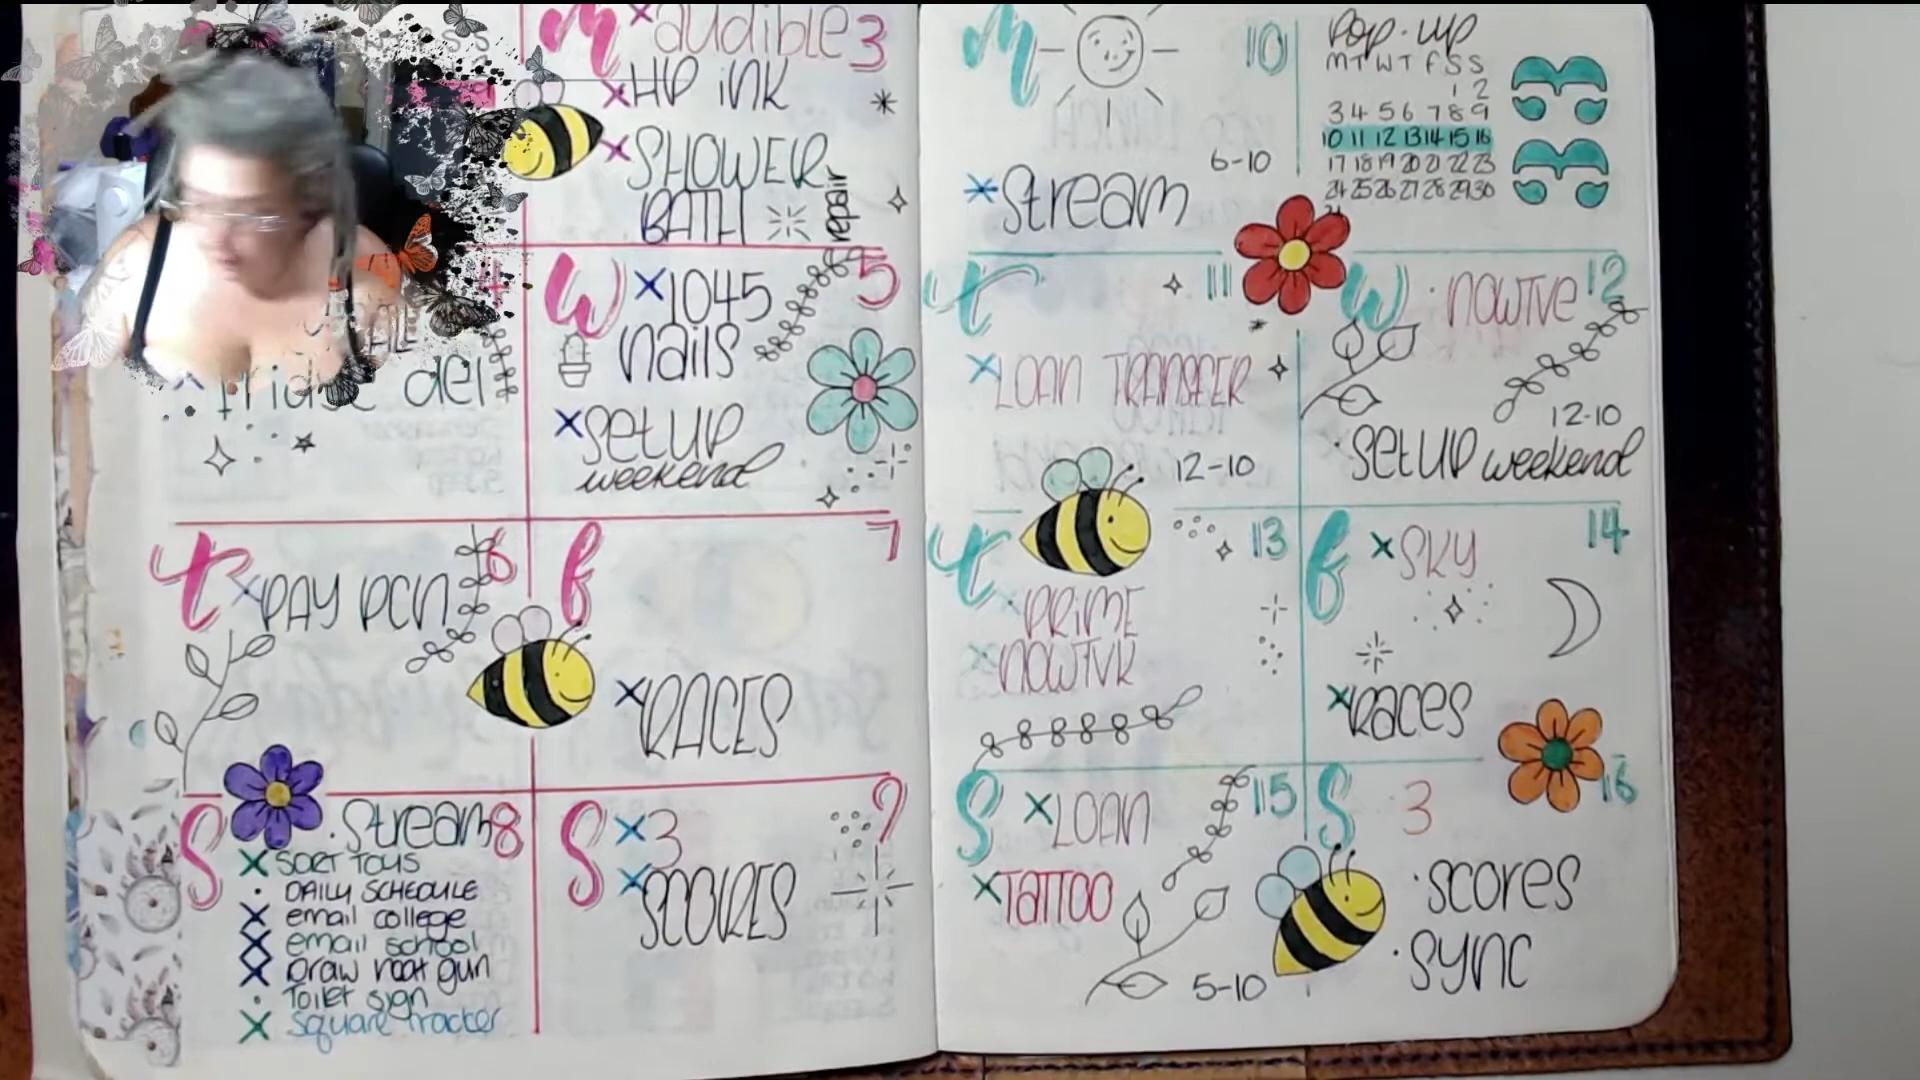 M
× audible 3
× HP iNK
× SHOWER
BATH
repair
4
fridge del
W
× 1045
5
nails
× SetUP
weekend
t
× PAY PCN
6
f
7
× RACES
S
· Stream 8
× SORT TOYS
· DAILY SCHEDULE
× email college
× email school
× Draw root gun
· Toilet sign
× square tracker
S
× 3
9
× SCORES
M
10
6-10
× Stream
Pop-up
M T W T F S S
1 2
3 4 5 6 7 8 9
10 11 12 13 14 15 16
17 18 19 20 21 22 23
24 25 26 27 28 29 30
31
t
11
× LOAN TRANSFER
12-10
W
· NOWTVE
12
12-10
· SetUP weekend
t
13
× PRIME
× NOWTVR
f
× SKY
14
× RACES
S
15
× LOAN
× TATTOO
5-10
S
· 3
16
· SCORES
· SYNC